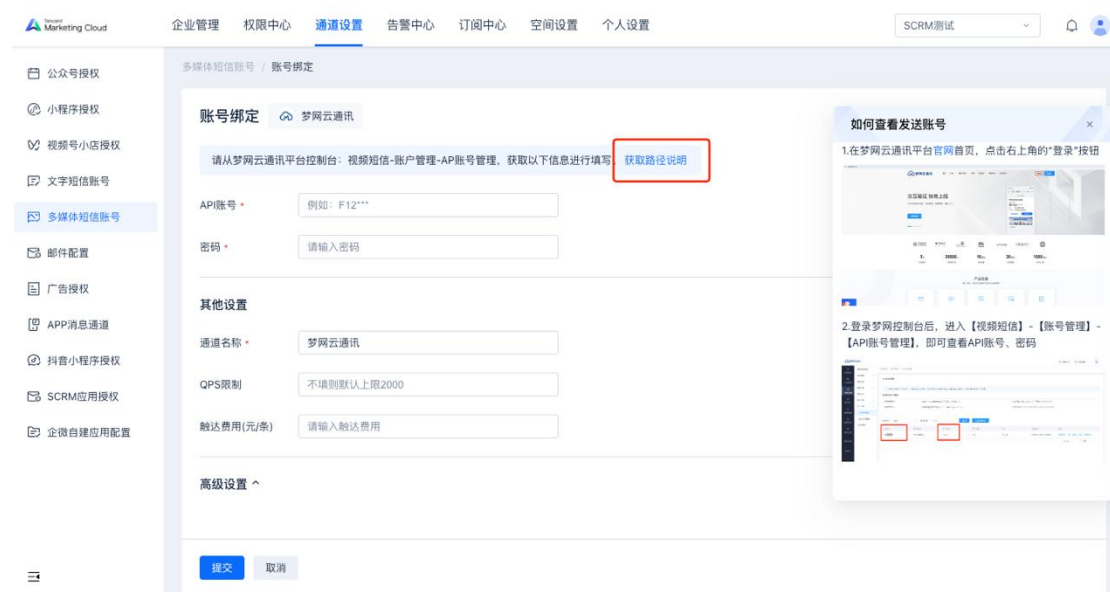 Tencent
Marketing Cloud
企业管理 权限中心 通道设置 告警中心 订阅中心 空间设置 个人设置
SCRM测试
公众号授权
小程序授权
视频号小店授权
文字短信账号
多媒体短信账号
邮件配置
广告授权
APP消息通道
抖音小程序授权
SCRM应用授权
企微自建应用配置
多媒体短信账号 / 账号绑定
账号绑定 梦网云通讯
请从梦网云通讯平台控制台：视频短信-账户管理-AP账号管理，获取以下信息进行填写 获取路径说明
API账号 * 例如：F12***
密码 * 请输入密码
其他设置
通道名称 * 梦网云通讯
QPS限制 不填则默认上限2000
触达费用(元/条) 请输入触达费用
高级设置
提交 取消
如何查看发送账号 ×
1.在梦网云通讯平台官网首页，点击右上角的“登录”按钮
2.登录梦网控制台后，进入【视频短信】-【账号管理】-
【API账号管理】，即可查看API账号、密码